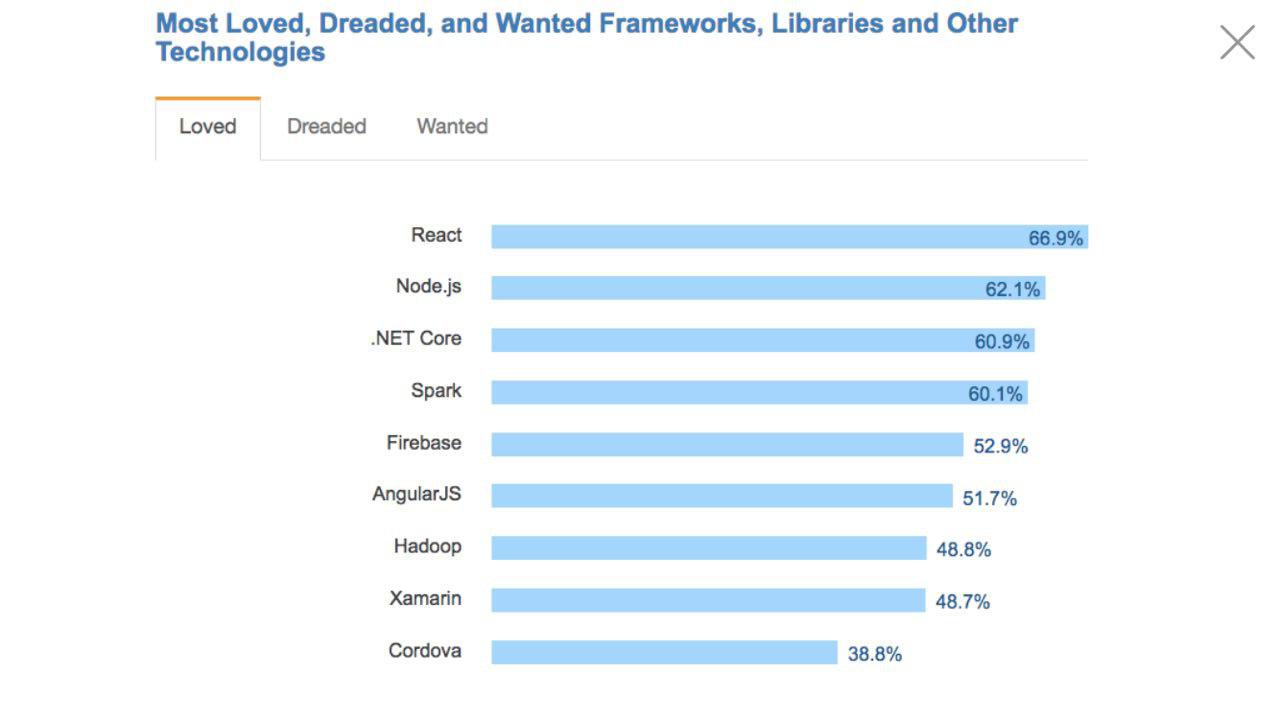 Most Loved, Dreaded, and Wanted Frameworks, Libraries and Other
Technologies
Loved Dreaded Wanted
React 66.9%
Node.js 62.1%
.NET Core 60.9%
Spark 60.1%
Firebase 52.9%
AngularJS 51.7%
Hadoop 48.8%
Xamarin 48.7%
Cordova 38.8%